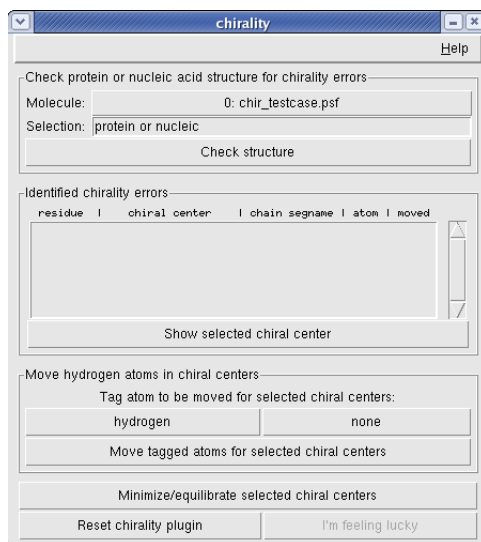 chirality
Help
Check protein or nucleic acid structure for chirality errors
Molecule: 0: chir_testcase.psf
Selection: protein or nucleic
Check structure
Identified chirality errors
residue | chiral center | chain segname | atom | moved
Show selected chiral center
Move hydrogen atoms in chiral centers
Tag atom to be moved for selected chiral centers:
hydrogen none
Move tagged atoms for selected chiral centers
Minimize/equilibrate selected chiral centers
Reset chirality plugin I'm feeling lucky